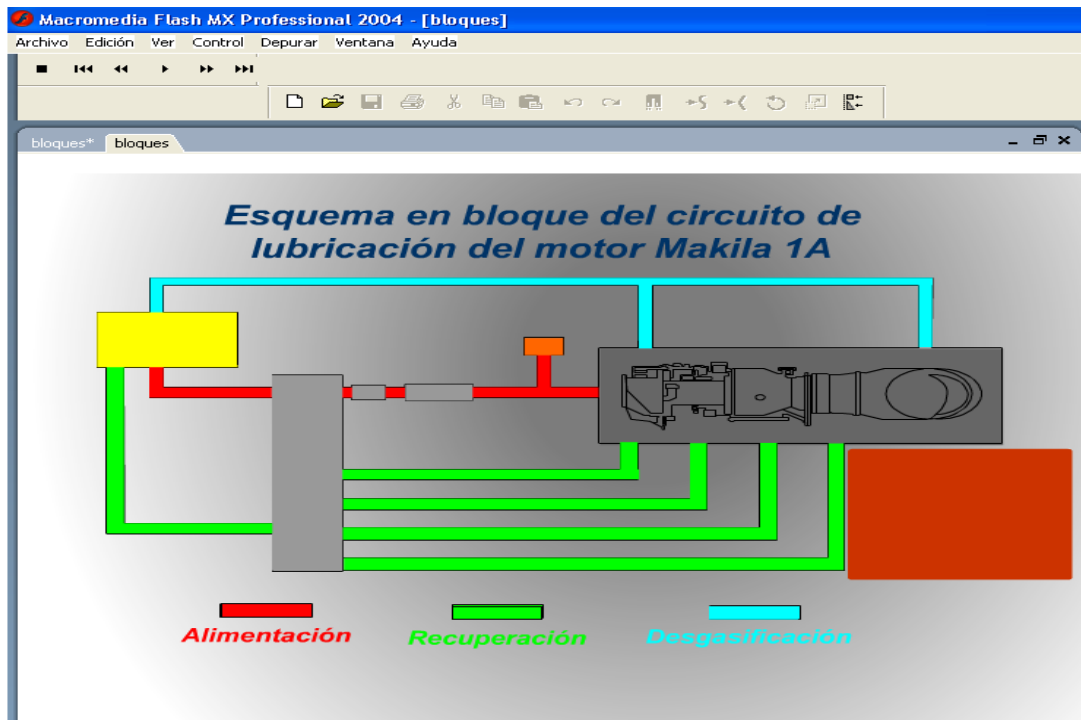 Macromedia Flash MX Professional 2004 - [bloques]
Archivo Edición Ver Control Depurar Ventana Ayuda
bloques* bloques
Esquema en bloque del circuito de
lubricación del motor Makila 1A
Alimentación Recuperación Desgasificación